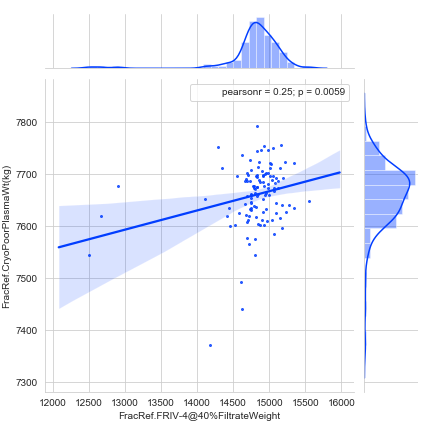 pearsonr = 0.25; p = 0.0059
7800
7700
7600
7500
7400
7300
FracRef.CryoPoorPlasmaWt(kg)
12000 12500 13000 13500 14000 14500 15000 15500 16000
FracRef.FRIV-4@40%FiltrateWeight